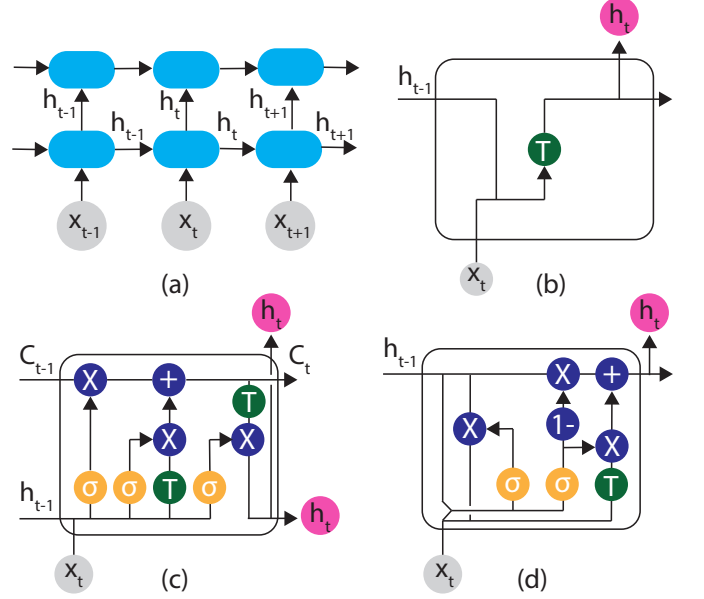 h_t-1 h_t h_t+1
h_t-1 h_t h_t+1
x_t-1 x_t x_t+1
(a)
h_t
h_t-1
T
x_t
(b)
h_t
C_t-1 C_t
X +
T
X X
σ σ T σ
h_t-1 h_t
x_t
(c)
h_t
h_t-1
X +
1-
X X
σ σ T
x_t
(d)